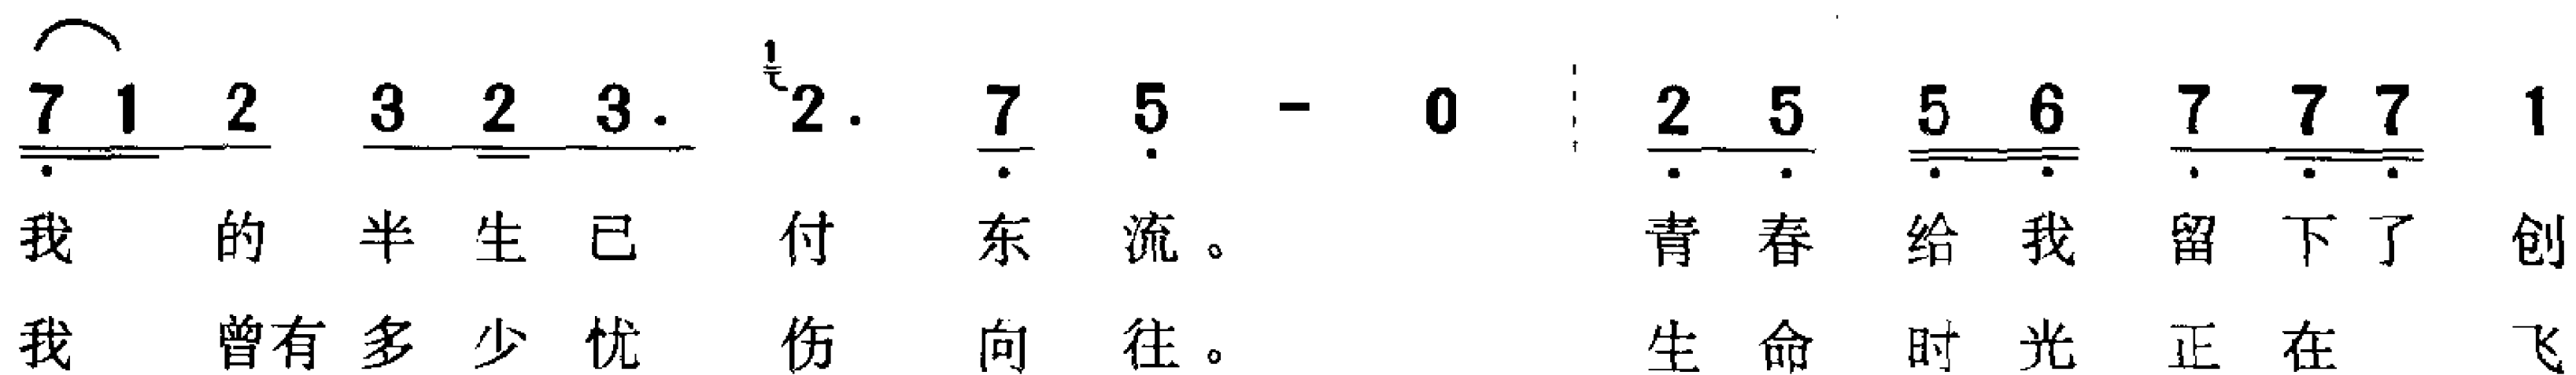 7 1 2 3 2 3. 1 2. 7 5 - 0 2 5 5 6 7 7 7 1
我 的 半 生 已 付 东 流。 青 春 给 我 留 下 了 创
我 曾有 多 少 忧 伤 向 往。 生 命 时 光 正 在 飞